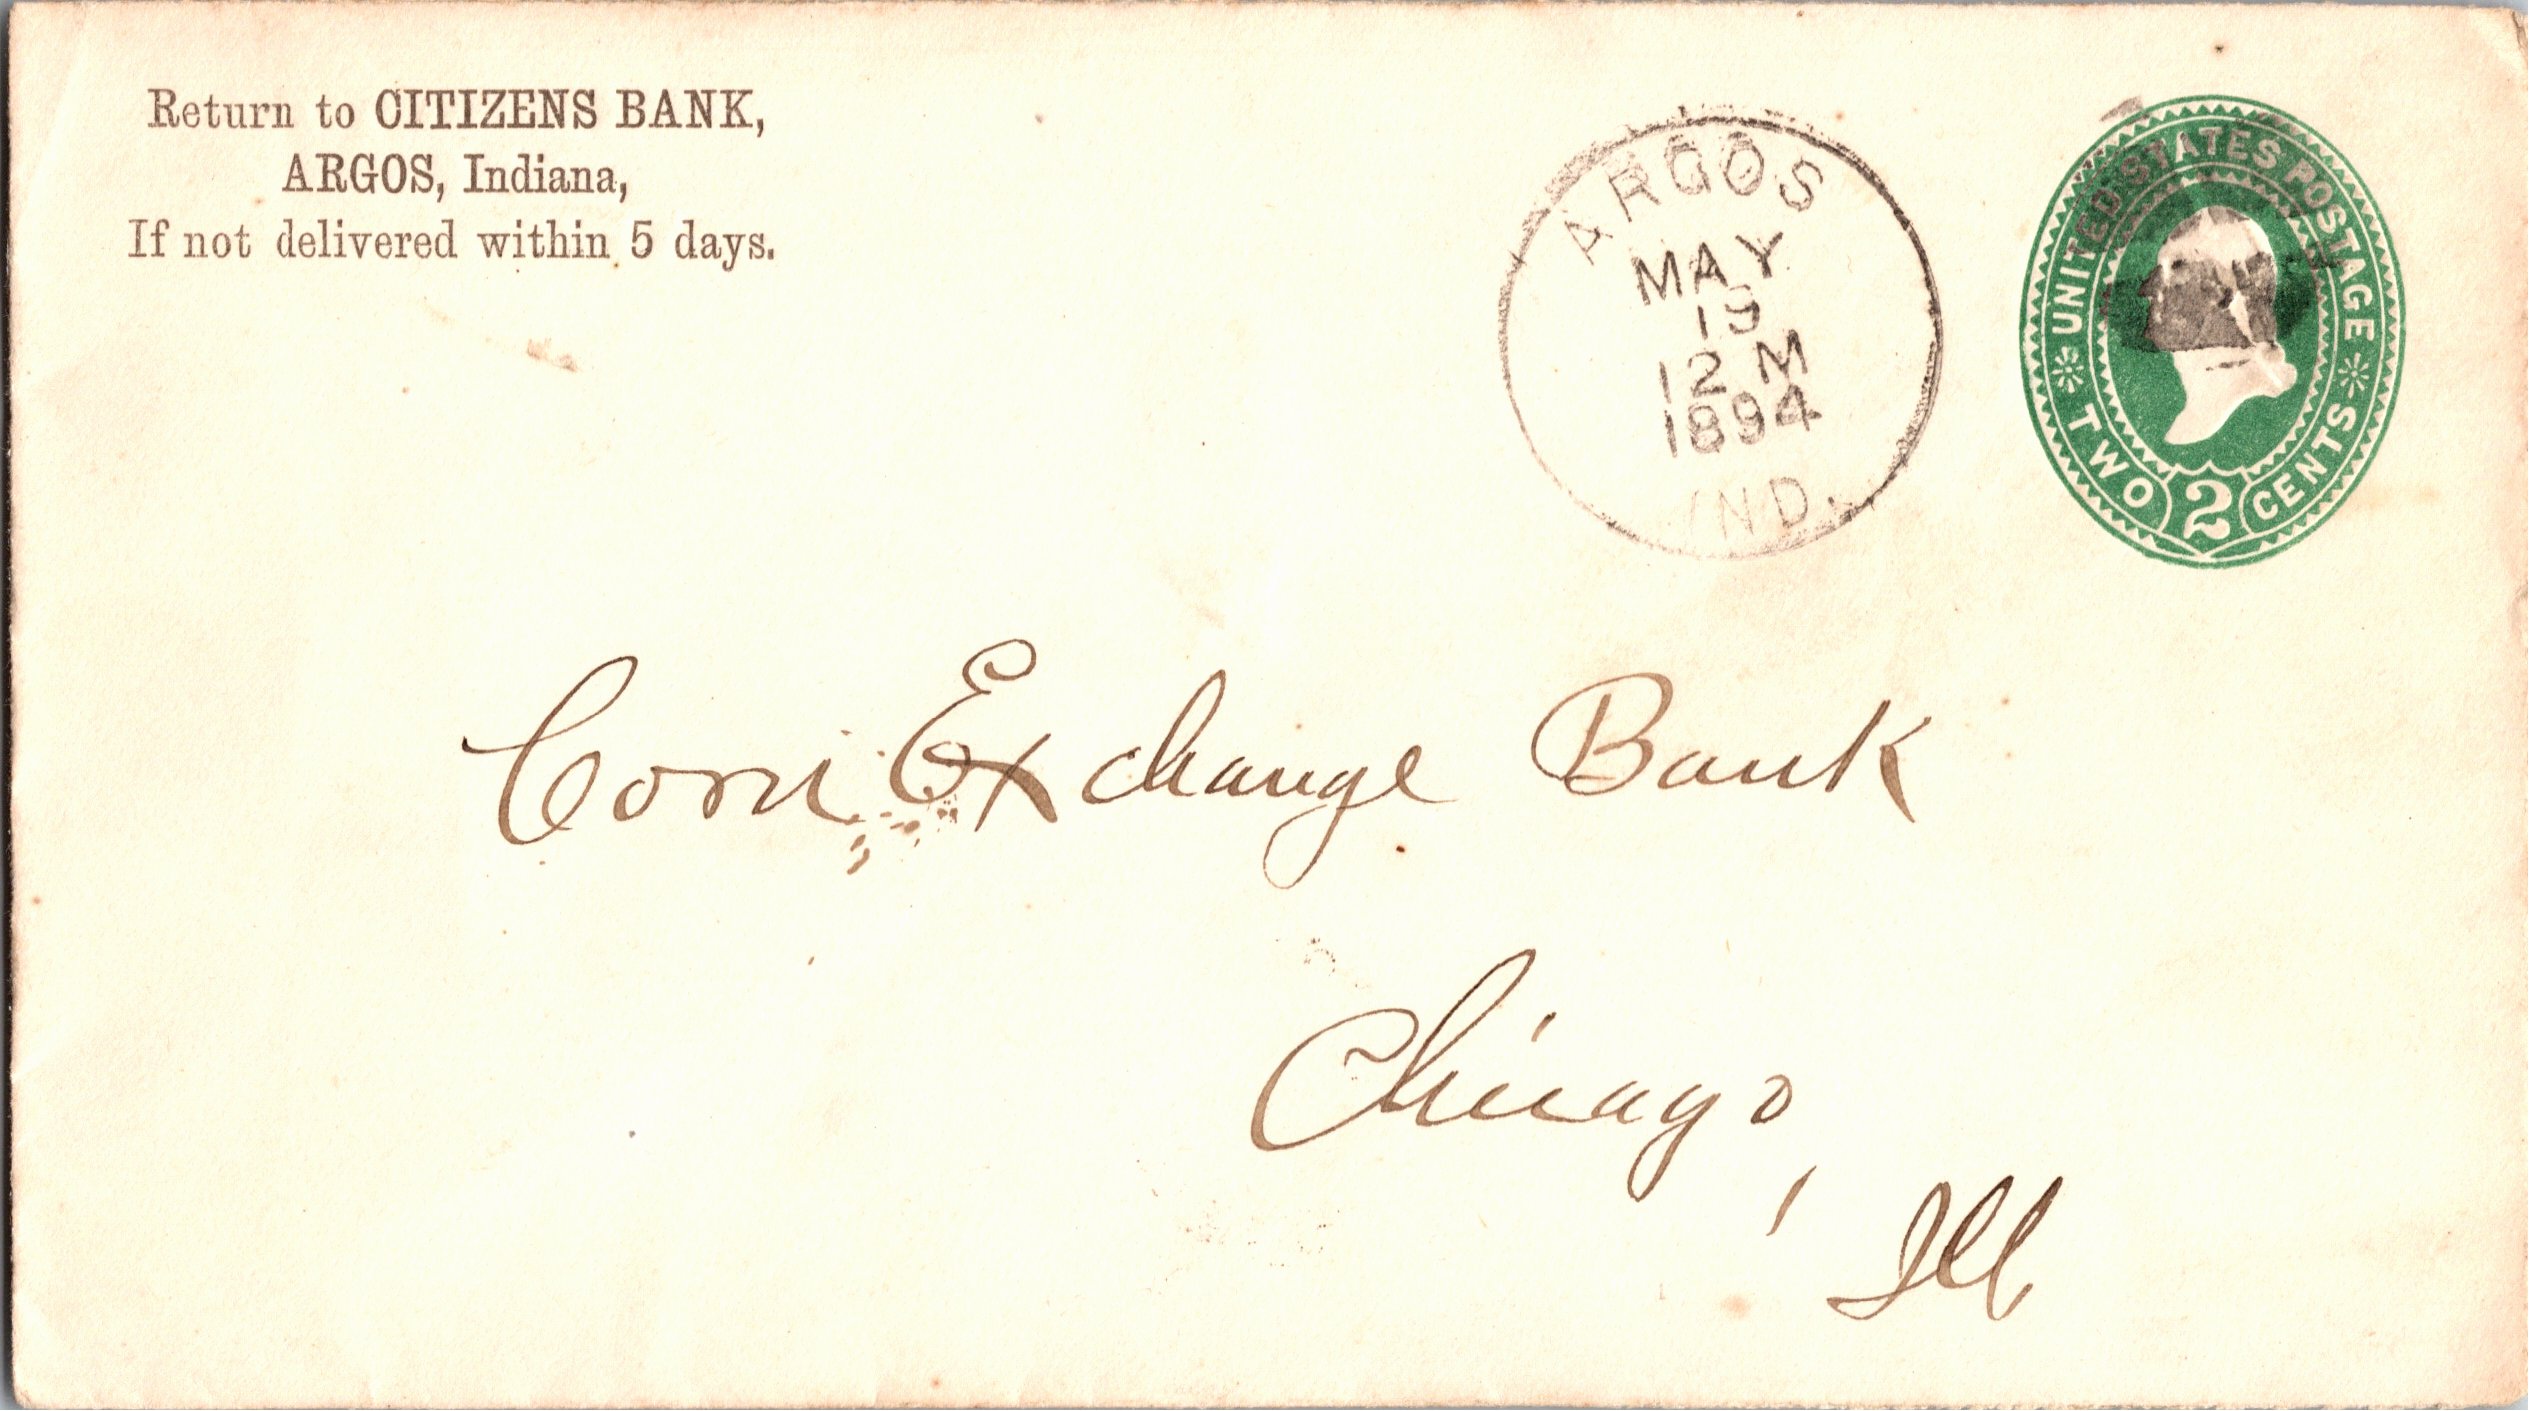 Return to CITIZENS BANK,
ARGOS, Indiana,
If not delivered within 5 days.
ARGOS
MAY
19
12 M
1894
IND.
UNITED STATES POSTAGE
TWO 2 CENTS
Corn Exchange Bank
Chicago,
Ill